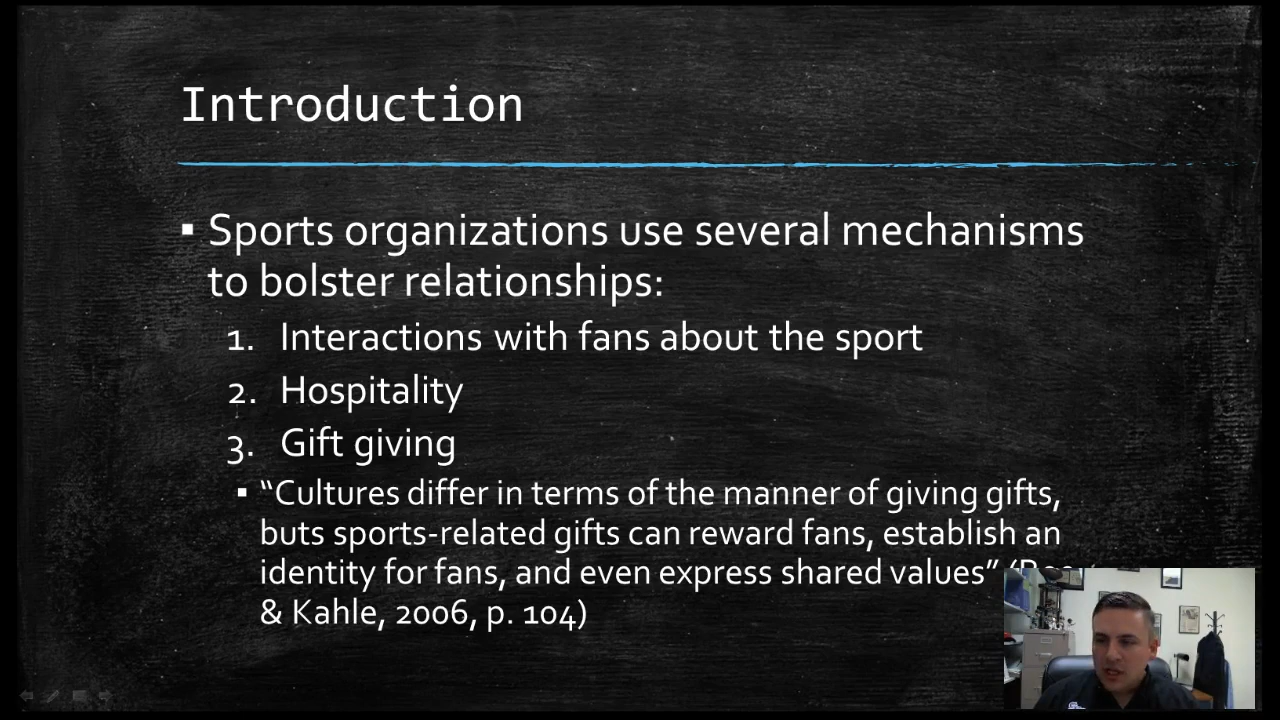 Introduction
▪ Sports organizations use several mechanisms
to bolster relationships:
1. Interactions with fans about the sport
2. Hospitality
3. Gift giving
▪ “Cultures differ in terms of the manner of giving gifts,
buts sports-related gifts can reward fans, establish an
identity for fans, and even express shared values”
& Kahle, 2006, p. 104)